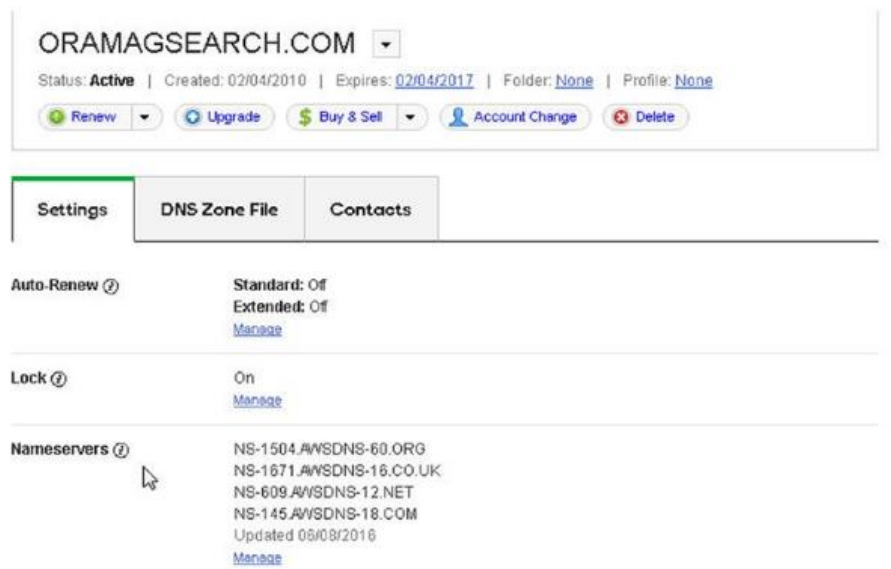 ORAMAGSEARCH.COM
Status: Active | Created: 02/04/2010 | Expires: 02/04/2017 | Folder: None | Profile: None
Renew Upgrade Buy & Sell Account Change Delete
Settings DNS Zone File Contacts
Auto-Renew Standard: Off
Extended: Off
Manage
Lock On
Manage
Nameservers NS-1504.AWSDNS-60.ORG
NS-1671.AWSDNS-16.CO.UK
NS-609.AWSDNS-12.NET
NS-145.AWSDNS-18.COM
Updated 06/08/2016
Manage